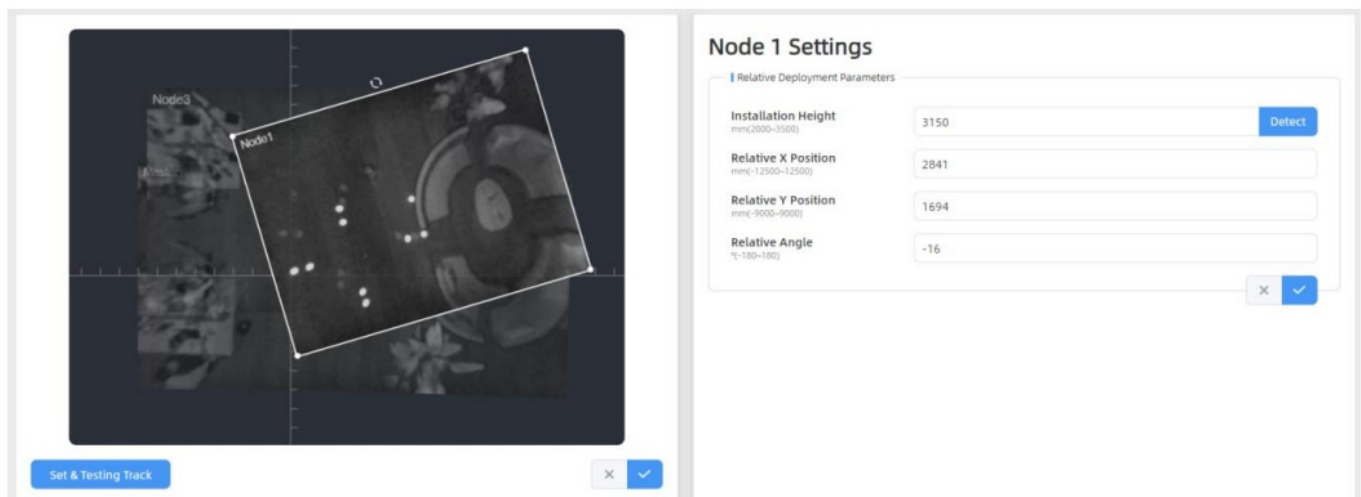 Node3
Node1
Set & Testing Track
Node 1 Settings
Relative Deployment Parameters
Installation Height
mm(2000~3500)
3150
Detect
Relative X Position
mm(-12500~12500)
2841
Relative Y Position
mm(-9000~9000)
1694
Relative Angle
°(-180~180)
-16